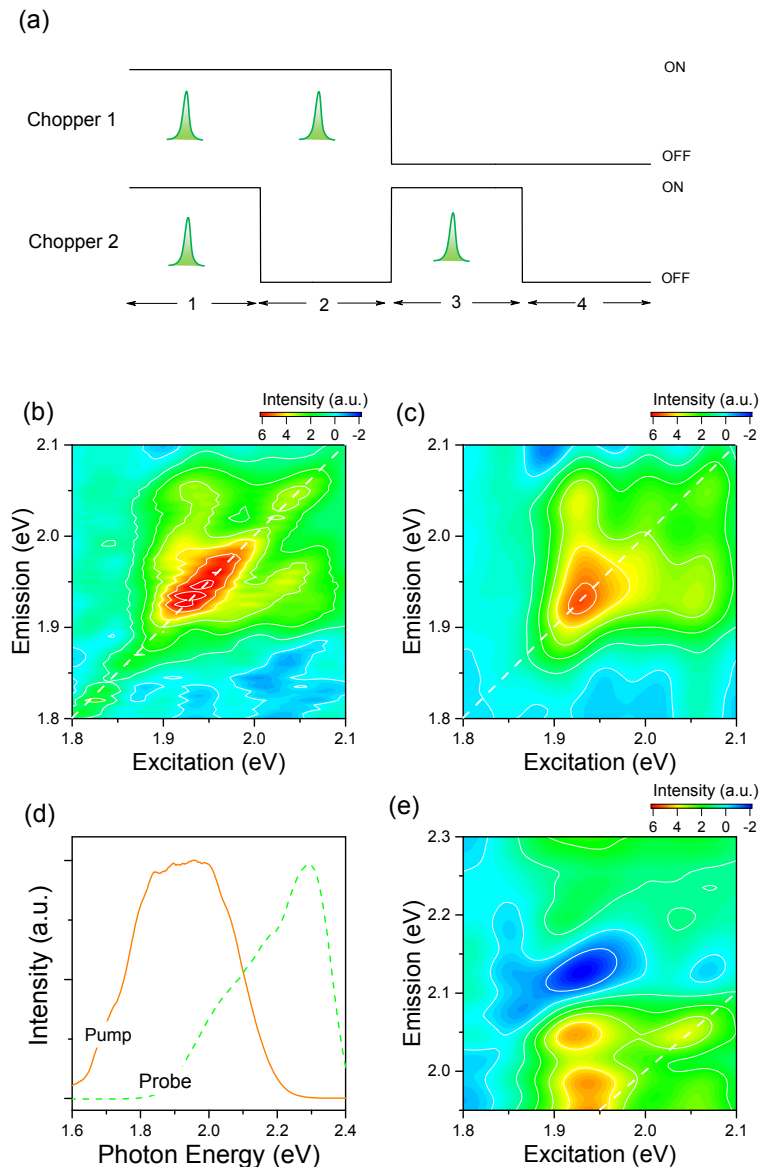 (a)
Chopper 1
ON
OFF
Chopper 2
ON
OFF
1 2 3 4
(b)
Intensity (a.u.)
6 4 2 0 -2
2.1
2.0
1.9
1.8
Emission (eV)
1.8 1.9 2.0 2.1
Excitation (eV)
(c)
Intensity (a.u.)
6 4 2 0 -2
2.1
2.0
1.9
1.8
Emission (eV)
1.8 1.9 2.0 2.1
Excitation (eV)
(d)
Intensity (a.u.)
Pump
Probe
1.6 1.8 2.0 2.2 2.4
Photon Energy (eV)
(e)
Intensity (a.u.)
6 4 2 0 -2
2.3
2.2
2.1
2.0
Emission (eV)
1.8 1.9 2.0 2.1
Excitation (eV)